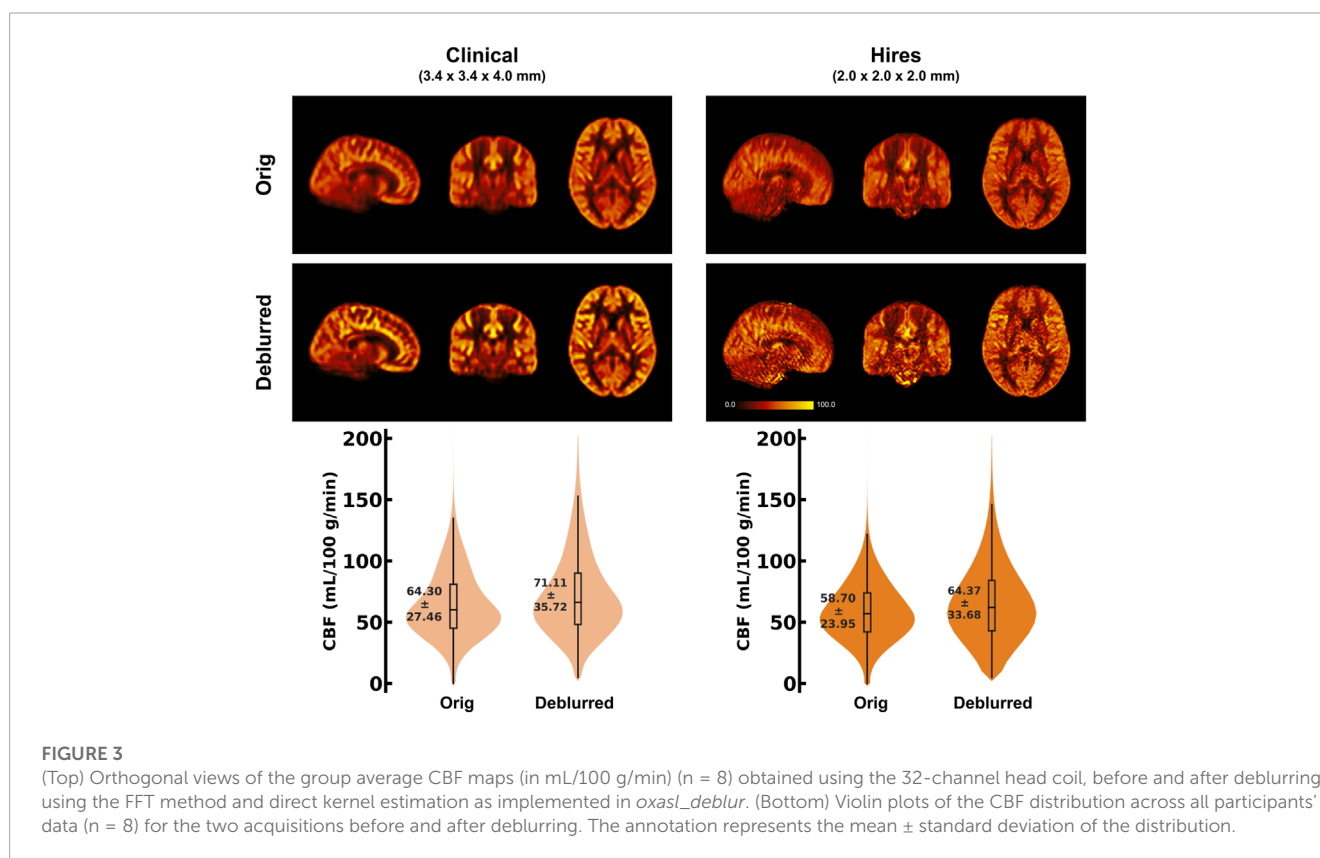 Clinical
(3.4 x 3.4 x 4.0 mm)
Hires
(2.0 x 2.0 x 2.0 mm)
Orig
Deblurred
0.0
100.0
CBF (mL/100 g/min)
200
150
100
50
0
64.30
±
27.46
71.11
±
35.72
Orig
Deblurred
CBF (mL/100 g/min)
200
150
100
50
0
58.70
±
23.95
64.37
±
33.68
Orig
Deblurred
FIGURE 3
(Top) Orthogonal views of the group average CBF maps (in mL/100 g/min) (n = 8) obtained using the 32-channel head coil, before and after deblurring
using the FFT method and direct kernel estimation as implemented in oxasl_deblur. (Bottom) Violin plots of the CBF distribution across all participants’
data (n = 8) for the two acquisitions before and after deblurring. The annotation represents the mean ± standard deviation of the distribution.